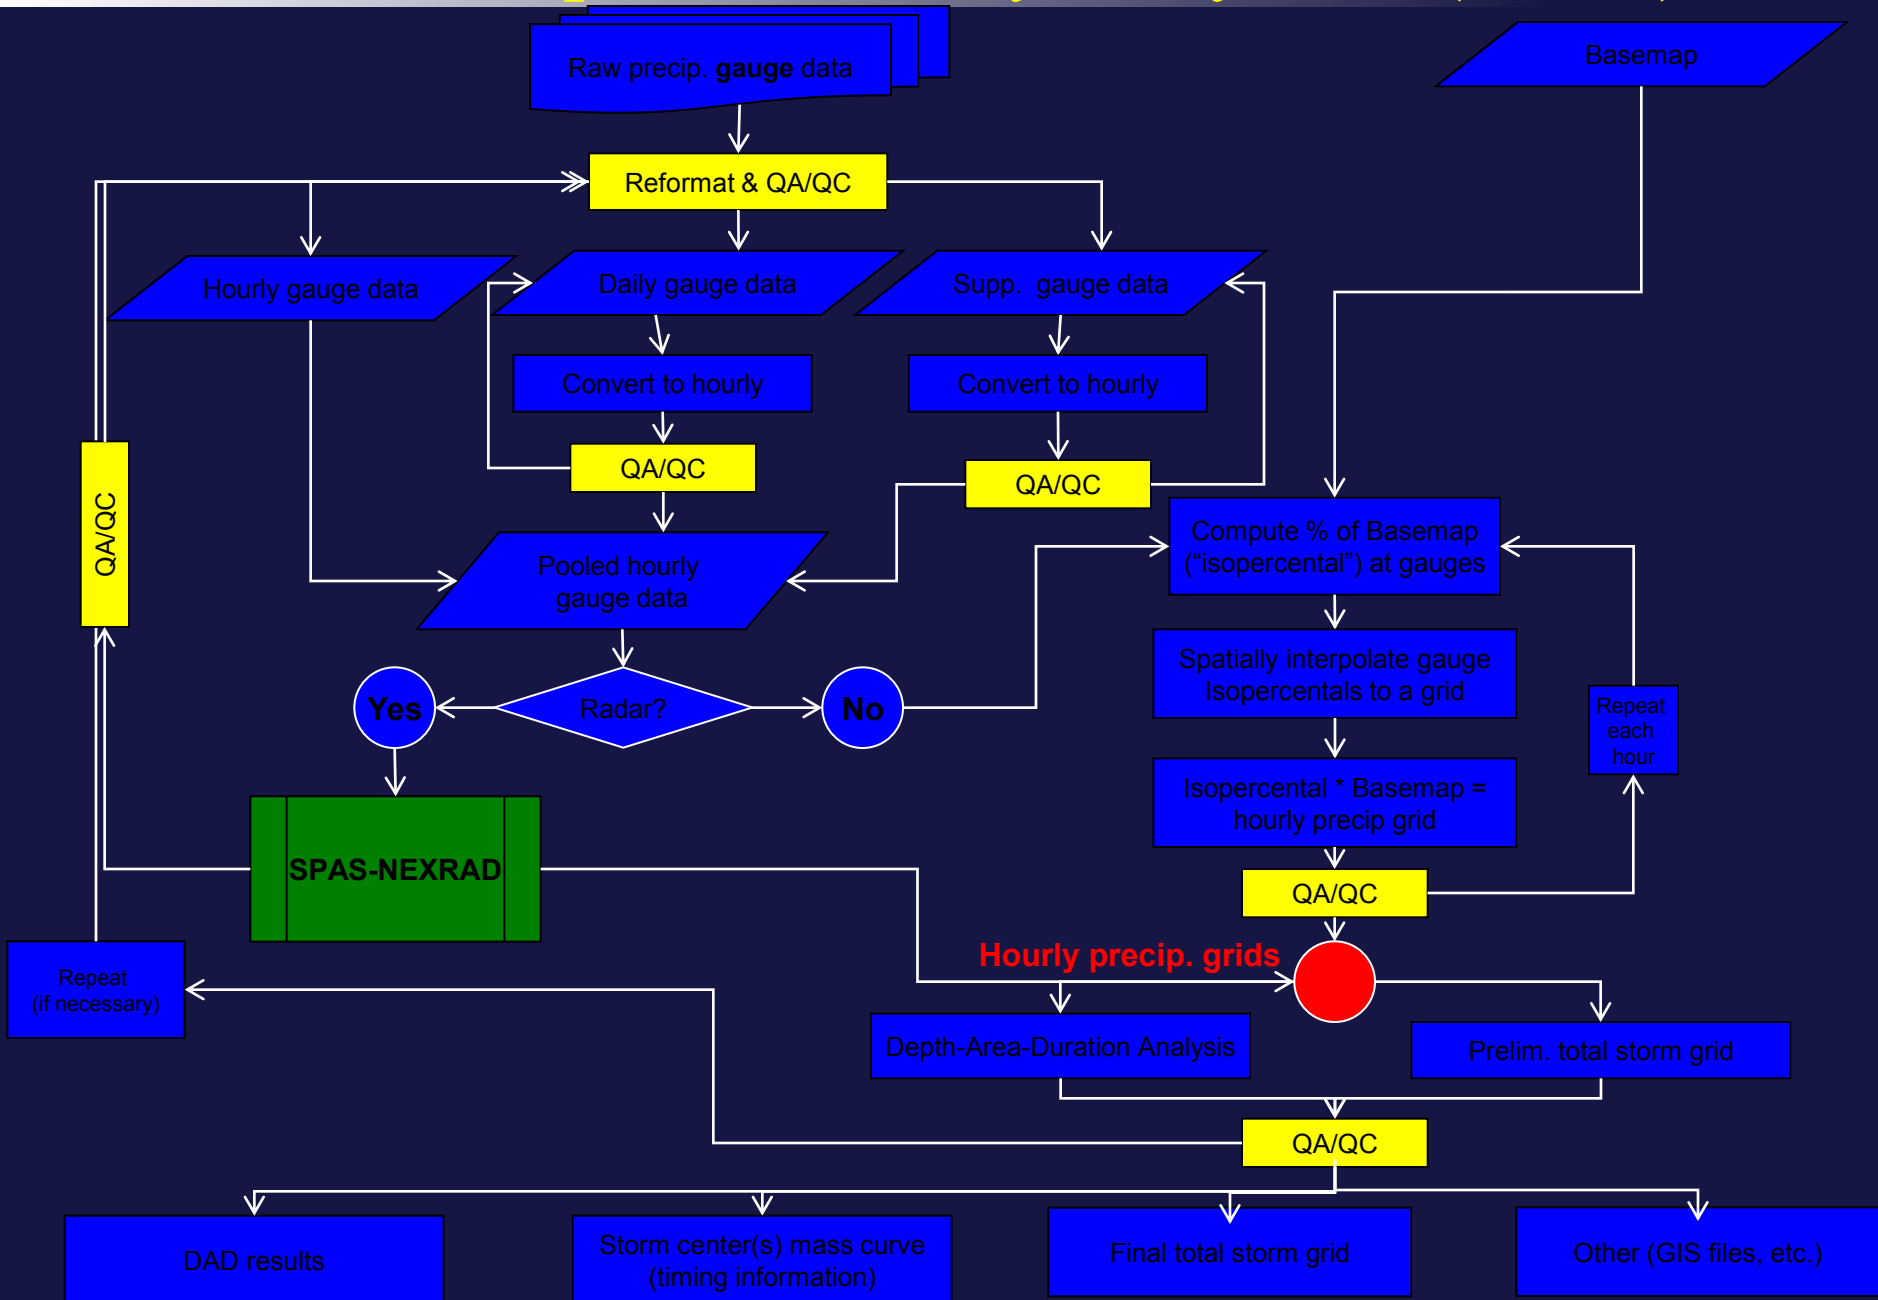 Raw precip. gauge data
Basemap
Reformat & QA/QC
Hourly gauge data
Daily gauge data
Supp. gauge data
Convert to hourly
Convert to hourly
QA/QC
QA/QC
QA/QC
Compute % of Basemap
(“isopercental”) at gauges
Pooled hourly
gauge data
Spatially interpolate gauge
Isopercentals to a grid
Yes
Radar?
No
Repeat
each
hour
Isopercental * Basemap =
hourly precip grid
SPAS-NEXRAD
QA/QC
Hourly precip. grids
Repeat
(if necessary)
Depth-Area-Duration Analysis
Prelim. total storm grid
QA/QC
DAD results
Storm center(s) mass curve
(timing information)
Final total storm grid
Other (GIS files, etc.)